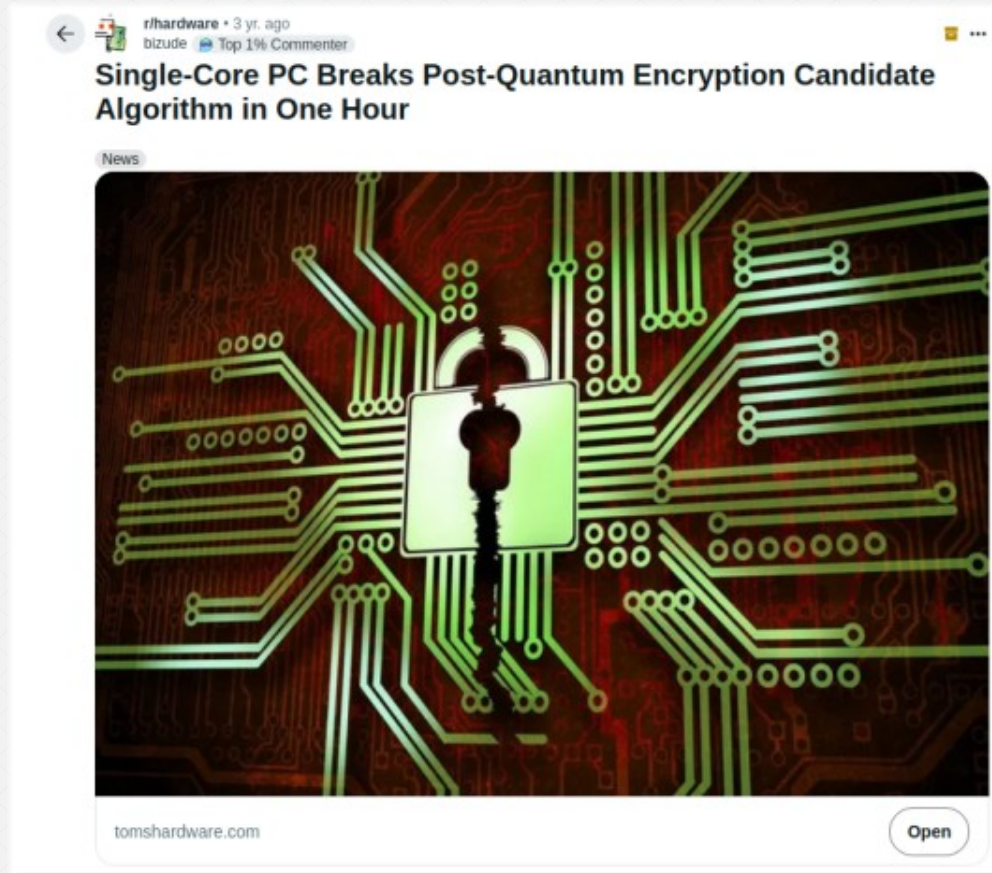 r/hardware • 3 yr. ago
bizude Top 1% Commenter
Single-Core PC Breaks Post-Quantum Encryption Candidate
Algorithm in One Hour
News
tomshardware.com
Open